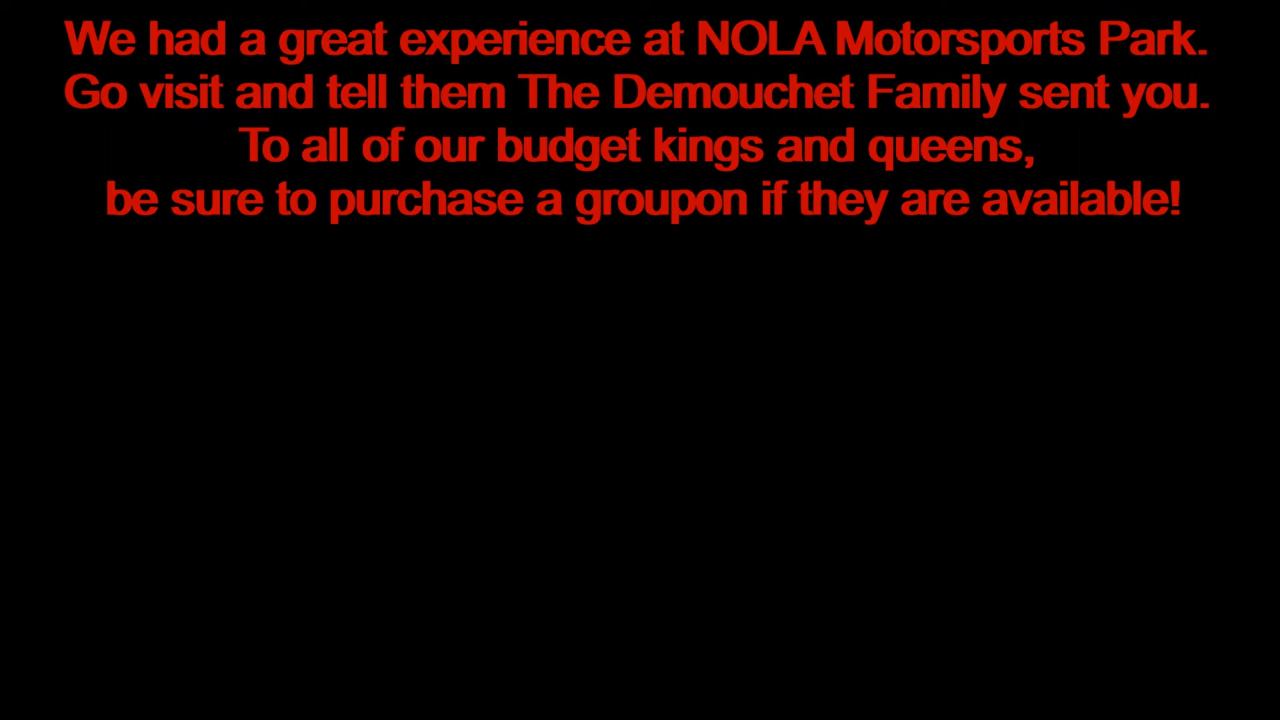 We had a great experience at NOLA Motorsports Park.
Go visit and tell them The Demouchet Family sent you.
To all of our budget kings and queens,
be sure to purchase a groupon if they are available!